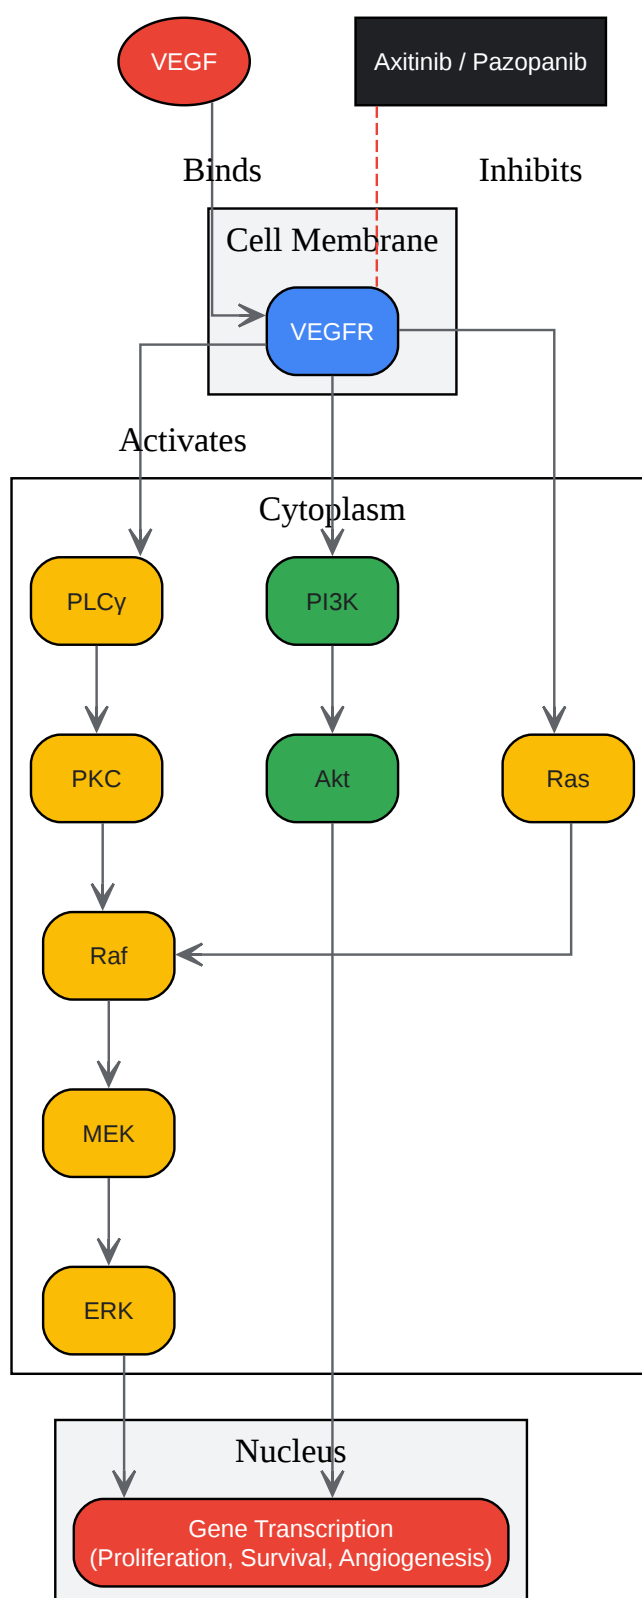 VEGF
Axitinib / Pazopanib
Binds
Inhibits
Cell Membrane
VEGFR
Activates
Cytoplasm
PLCγ
PI3K
PKC
Akt
Ras
Raf
MEK
ERK
Nucleus
Gene Transcription
(Proliferation, Survival, Angiogenesis)